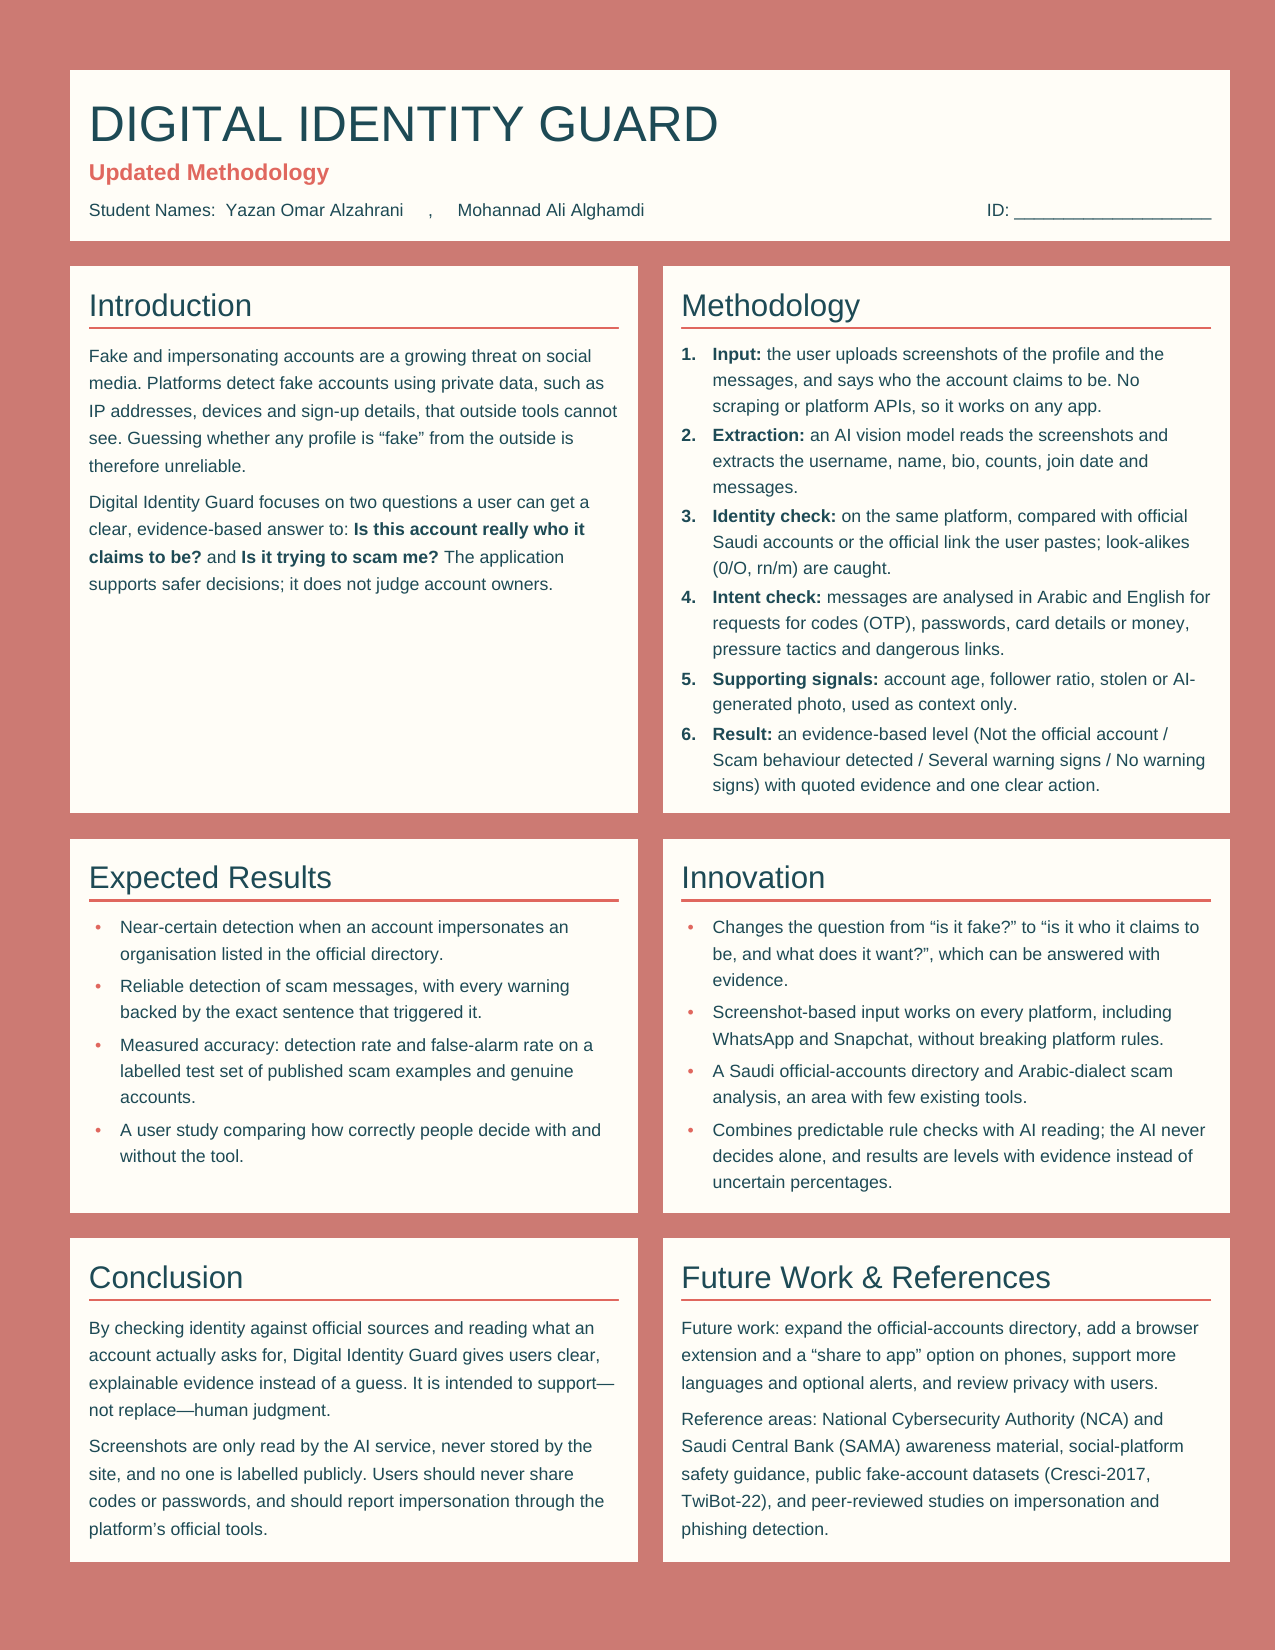 DIGITAL IDENTITY GUARD
Updated Methodology
Student Names: Yazan Omar Alzahrani , Mohannad Ali Alghamdi
ID: ____________________
Introduction
Fake and impersonating accounts are a growing threat on social
media. Platforms detect fake accounts using private data, such as
IP addresses, devices and sign-up details, that outside tools cannot
see. Guessing whether any profile is “fake” from the outside is
therefore unreliable.
Digital Identity Guard focuses on two questions a user can get a
clear, evidence-based answer to: Is this account really who it
claims to be? and Is it trying to scam me? The application
supports safer decisions; it does not judge account owners.
Methodology
1. Input: the user uploads screenshots of the profile and the
messages, and says who the account claims to be. No
scraping or platform APIs, so it works on any app.
2. Extraction: an AI vision model reads the screenshots and
extracts the username, name, bio, counts, join date and
messages.
3. Identity check: on the same platform, compared with official
Saudi accounts or the official link the user pastes; look-alikes
(0/O, rn/m) are caught.
4. Intent check: messages are analysed in Arabic and English for
requests for codes (OTP), passwords, card details or money,
pressure tactics and dangerous links.
5. Supporting signals: account age, follower ratio, stolen or AI-
generated photo, used as context only.
6. Result: an evidence-based level (Not the official account /
Scam behaviour detected / Several warning signs / No warning
signs) with quoted evidence and one clear action.
Expected Results
• Near-certain detection when an account impersonates an
organisation listed in the official directory.
• Reliable detection of scam messages, with every warning
backed by the exact sentence that triggered it.
• Measured accuracy: detection rate and false-alarm rate on a
labelled test set of published scam examples and genuine
accounts.
• A user study comparing how correctly people decide with and
without the tool.
Innovation
• Changes the question from “is it fake?” to “is it who it claims to
be, and what does it want?”, which can be answered with
evidence.
• Screenshot-based input works on every platform, including
WhatsApp and Snapchat, without breaking platform rules.
• A Saudi official-accounts directory and Arabic-dialect scam
analysis, an area with few existing tools.
• Combines predictable rule checks with AI reading; the AI never
decides alone, and results are levels with evidence instead of
uncertain percentages.
Conclusion
By checking identity against official sources and reading what an
account actually asks for, Digital Identity Guard gives users clear,
explainable evidence instead of a guess. It is intended to support—
not replace—human judgment.
Screenshots are only read by the AI service, never stored by the
site, and no one is labelled publicly. Users should never share
codes or passwords, and should report impersonation through the
platform’s official tools.
Future Work & References
Future work: expand the official-accounts directory, add a browser
extension and a “share to app” option on phones, support more
languages and optional alerts, and review privacy with users.
Reference areas: National Cybersecurity Authority (NCA) and
Saudi Central Bank (SAMA) awareness material, social-platform
safety guidance, public fake-account datasets (Cresci-2017,
TwiBot-22), and peer-reviewed studies on impersonation and
phishing detection.